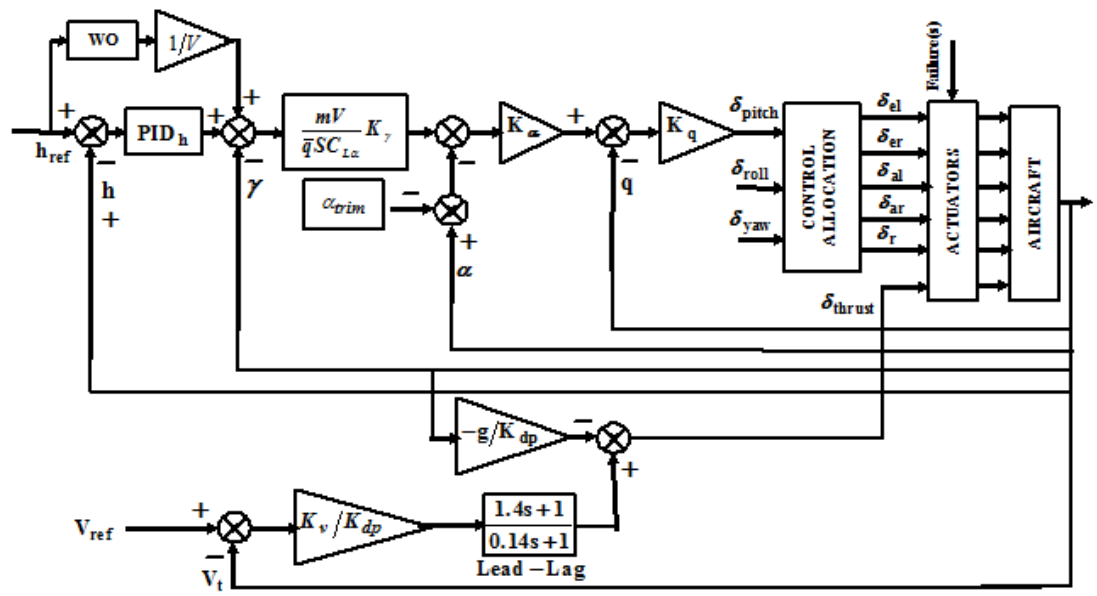 WO
1/V
+
+
+
h_ref
−
PID_h
+
−
γ
h
+
mV
q̄SC_Lα
K_γ
−
α_trim
−
+
α
K_α
+
−
q
K_q
δ_pitch
δ_roll
δ_yaw
CONTROL
ALLOCATION
δ_el
δ_er
δ_al
δ_ar
δ_r
δ_thrust
Failure(s)
ACTUATORS
AIRCRAFT
−g/K_dp
−
+
V_ref
+
−
V_t
K_v/K_dp
1.4s+1
0.14s+1
Lead−Lag